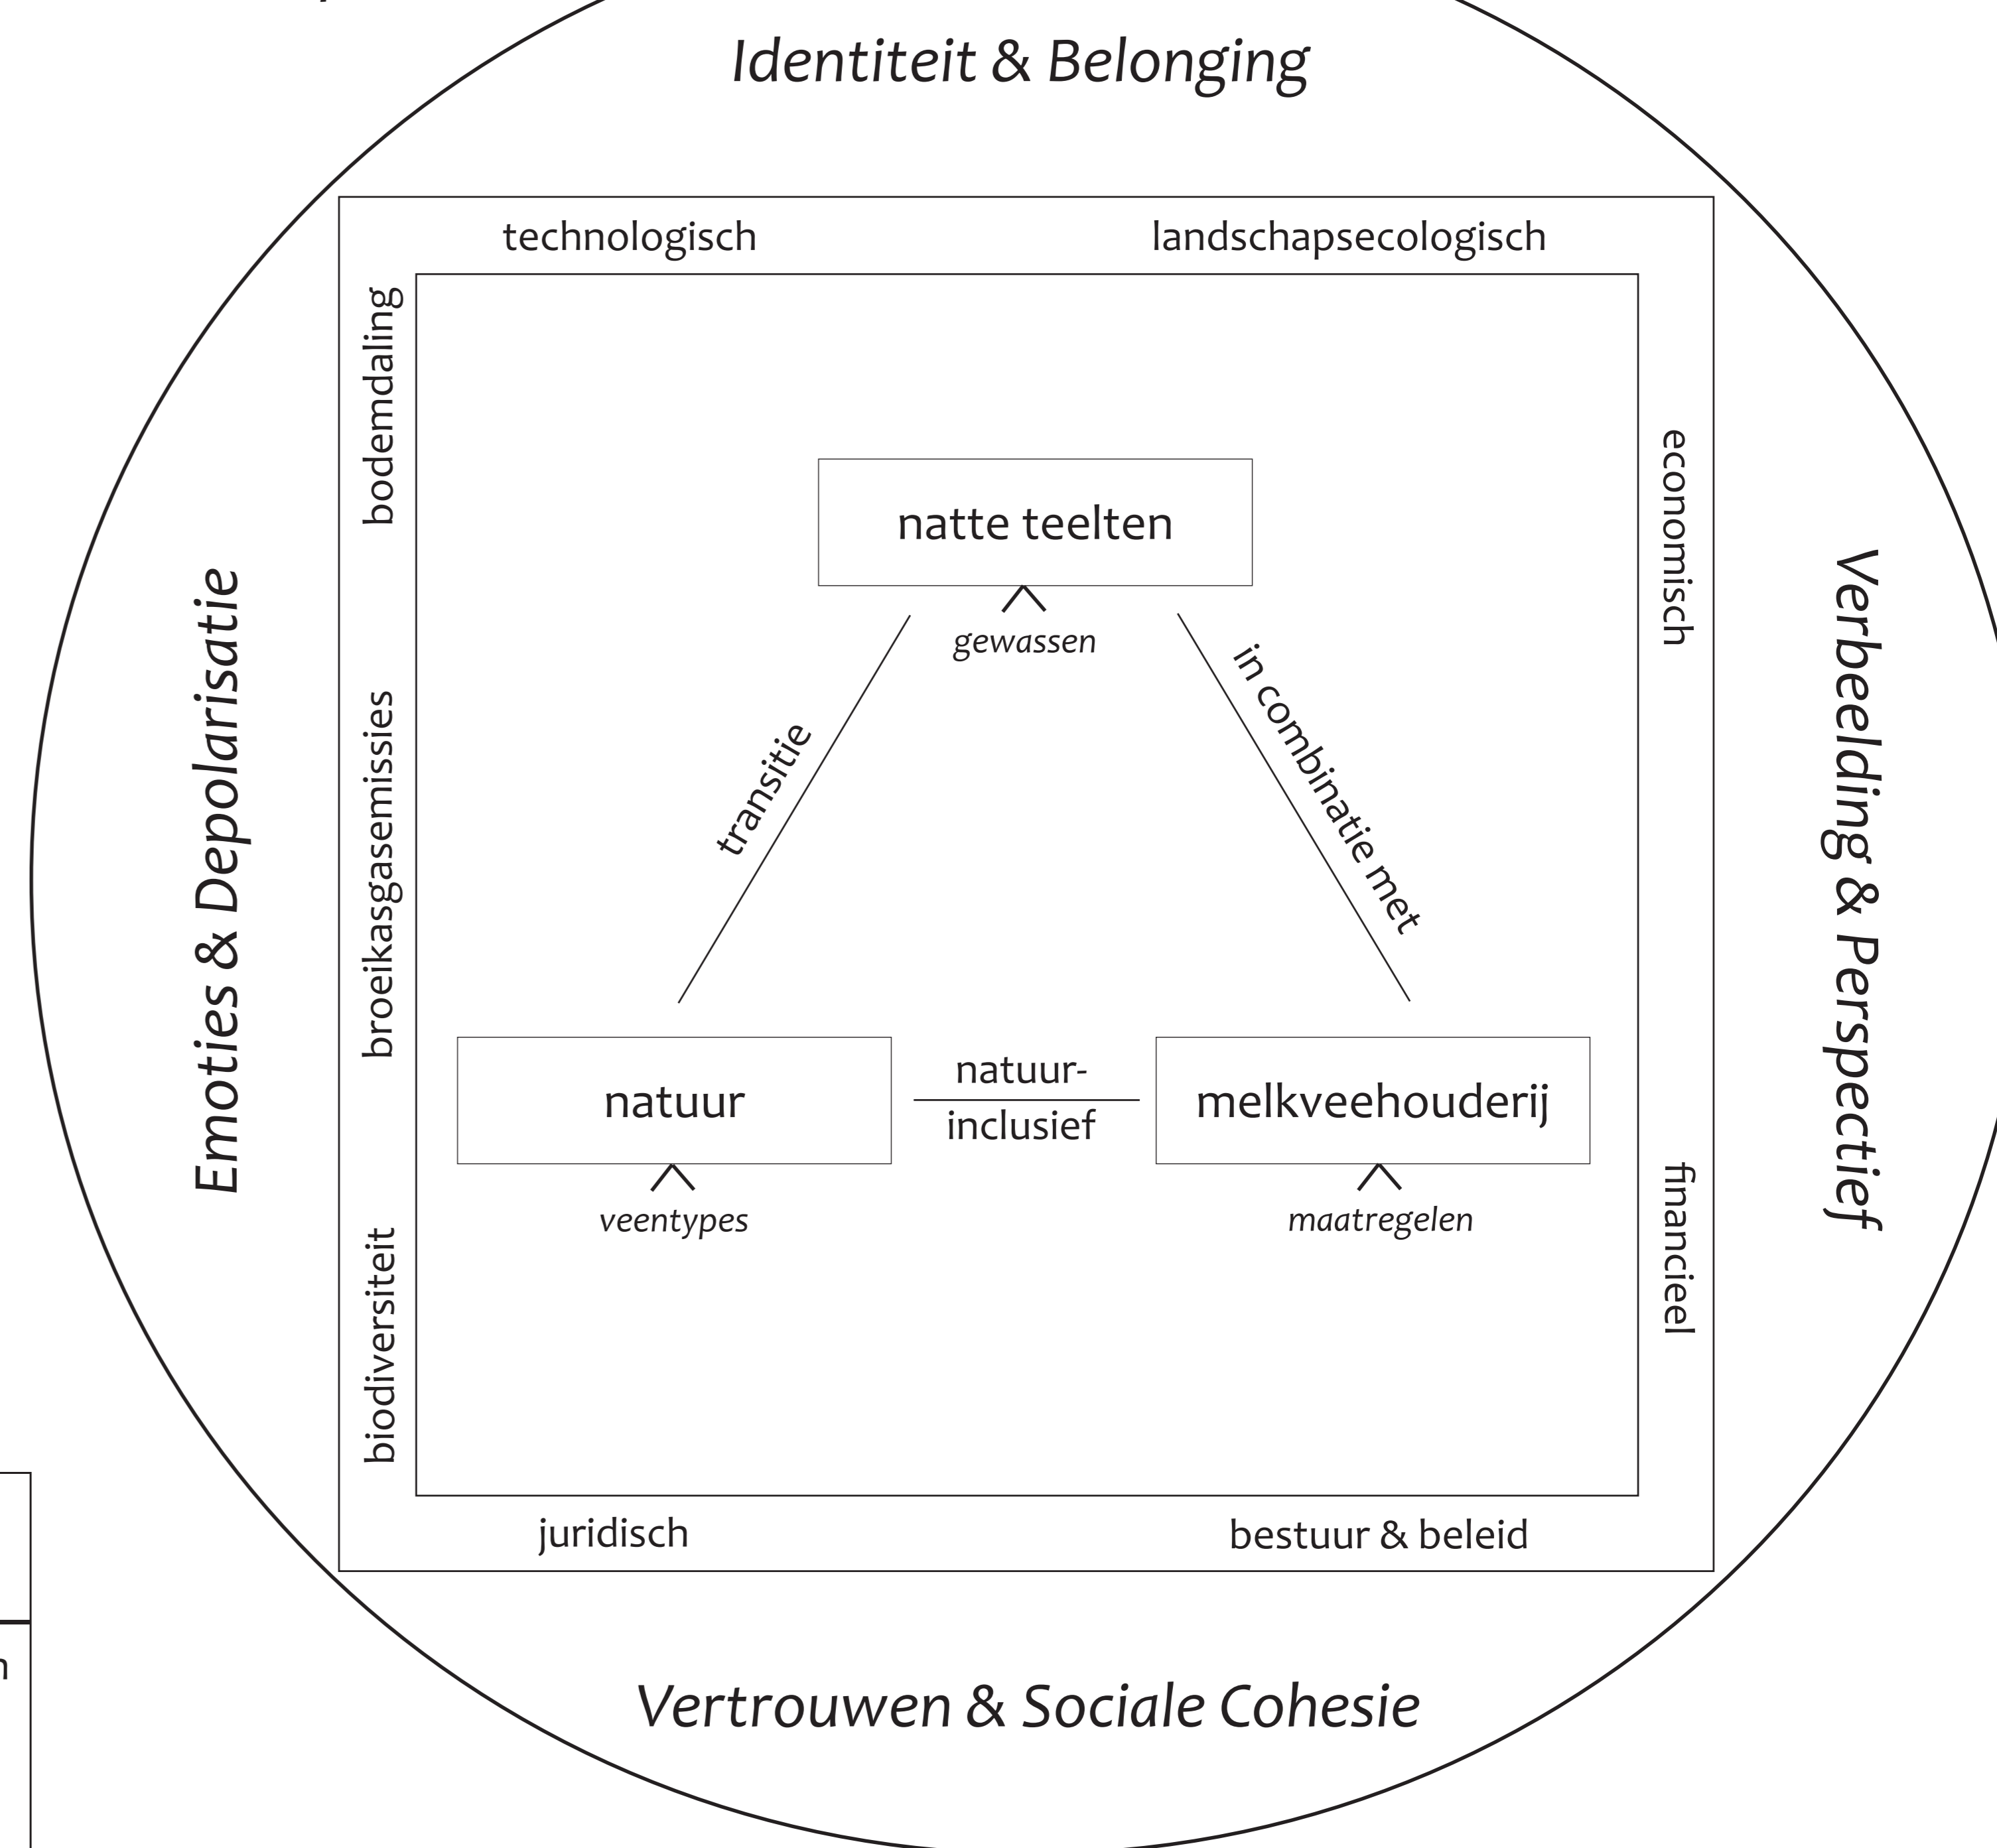 Identiteit & Belonging
technologisch
landschapsecologisch
bodemdaling
economisch
natte teelten
gewassen
Emoties & Depolarisatie
Verbeelding & Perspectief
transitie
in combinatie met
broeikasgasemissies
natuur
natuur-
inclusief
melkveehouderij
veentypes
maatregelen
financieel
biodiversiteit
juridisch
bestuur & beleid
Vertrouwen & Sociale Cohesie